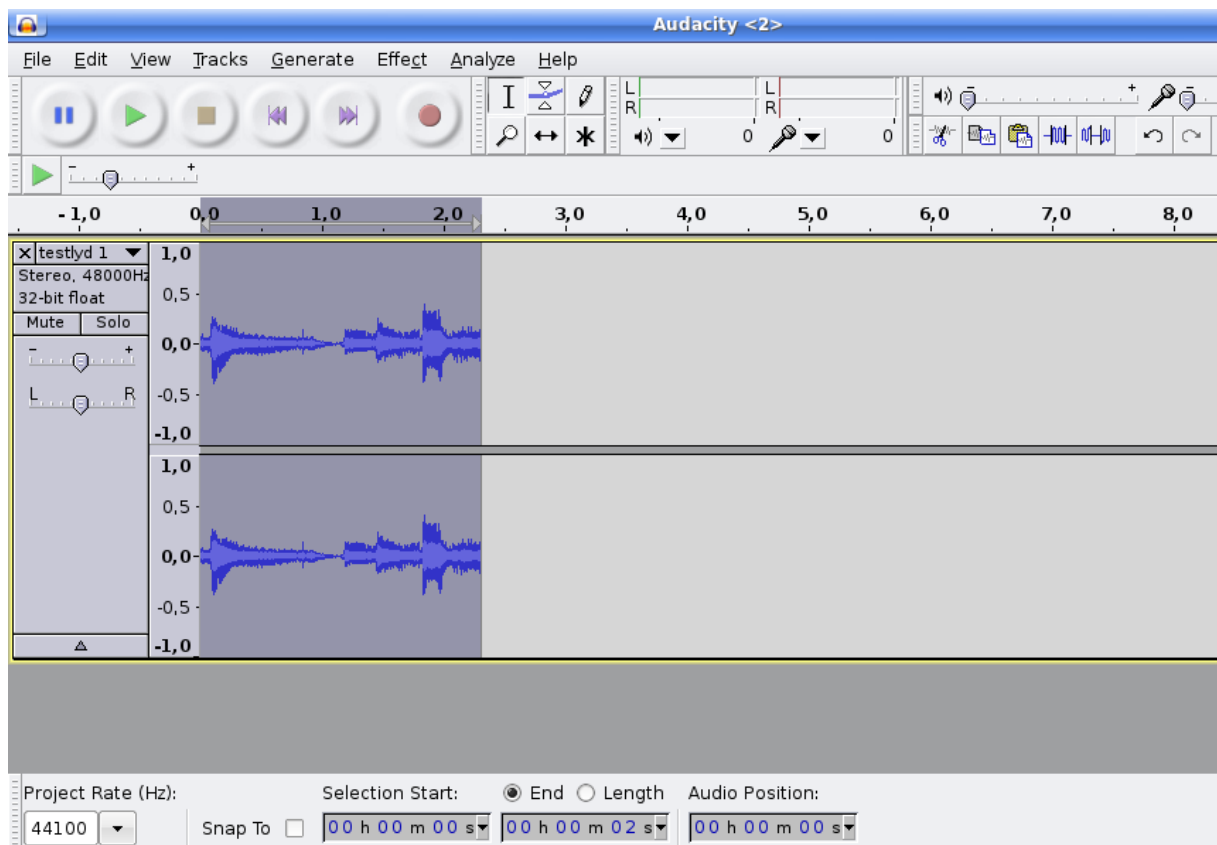 Audacity <2>
File Edit View Tracks Generate Effect Analyze Help
L L
R R
- +
0 0
- +
- 1,0 0,0 1,0 2,0 3,0 4,0 5,0 6,0 7,0 8,0
testlyd 1 1,0
Stereo, 48000Hz
32-bit float 0,5
Mute Solo
- + 0,0
L R -0,5
-1,0
1,0
0,5
0,0
-0,5
-1,0
Project Rate (Hz): Selection Start: End Length Audio Position:
44100 Snap To 00 h 00 m 00 s 00 h 00 m 02 s 00 h 00 m 00 s